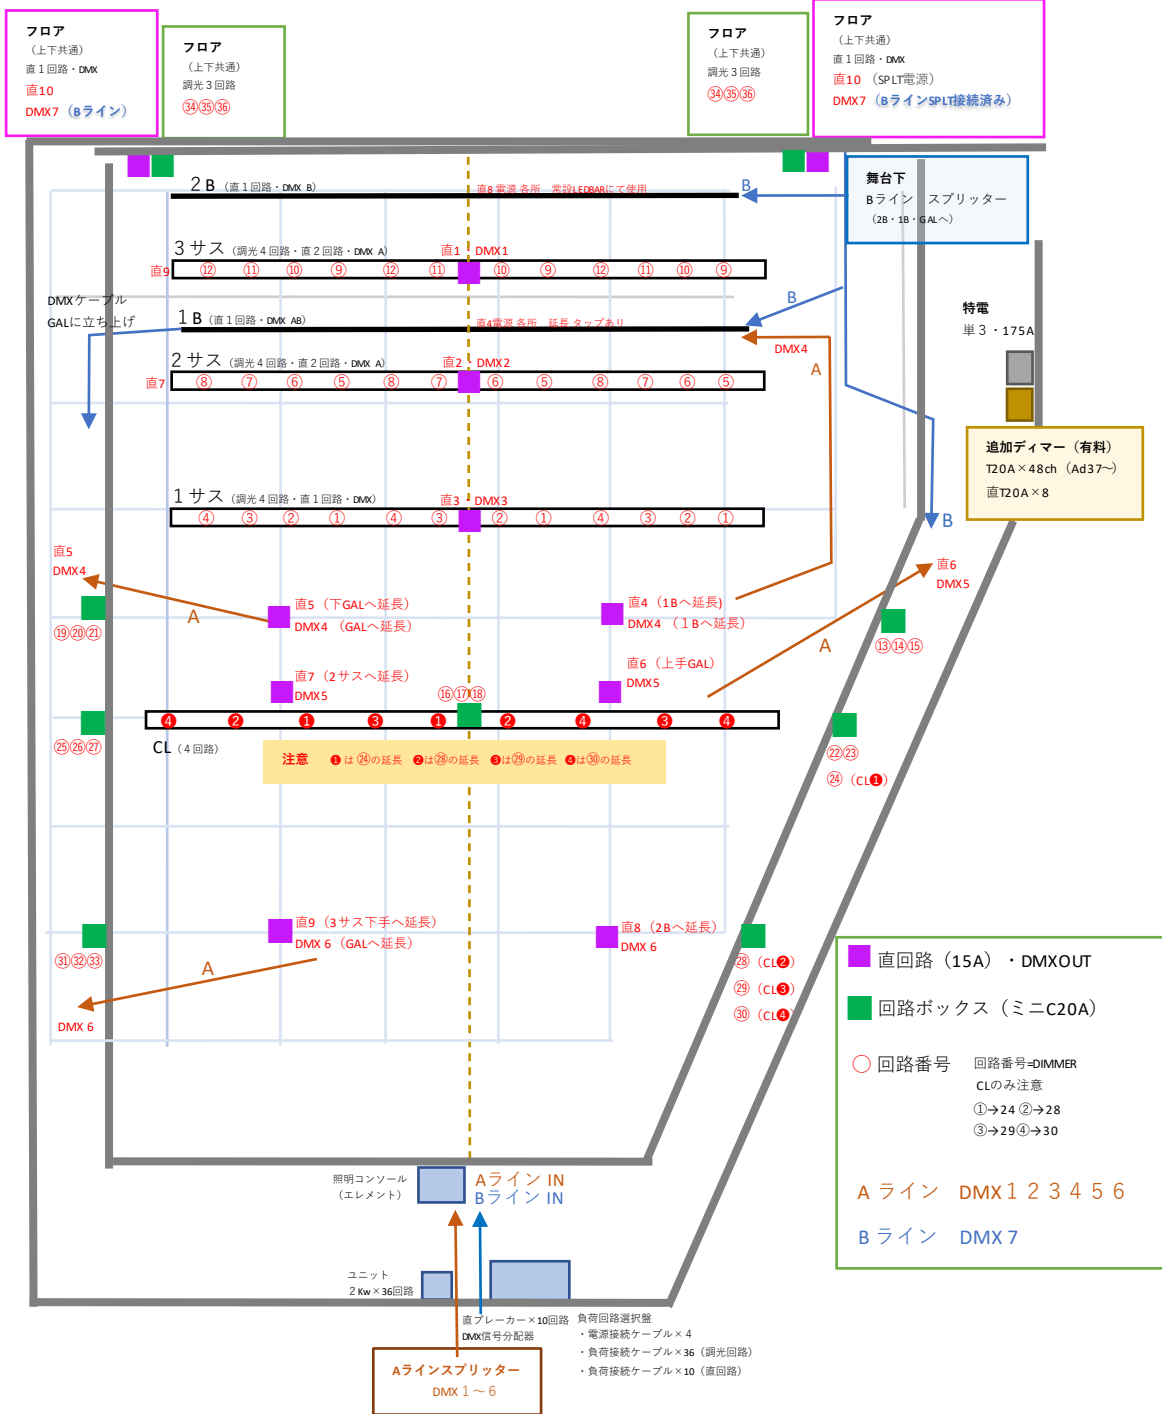 フロア
（上下共通）
直１回路・DMX
直10
DMX7 （Bライン）
フロア
（上下共通）
調光３回路
㉞㉟㊱
フロア
（上下共通）
調光３回路
㉞㉟㊱
フロア
（上下共通）
直１回路・DMX
直10 （SPLT電源）
DMX7 （BラインSPLT接続済み）
舞台下
Bライン スプリッター
（2B・1B・GALへ）
２B （直１回路・DMX B）
直8 電源 各所 常設LEDBARにて使用
B
３サス（調光４回路・直２回路・DMX A）
直1 DMX1
直9
⑫ ⑪ ⑩ ⑨ ⑫ ⑪ ⑩ ⑨ ⑫ ⑪ ⑩ ⑨
DMXケーブル
GALに立ち上げ
１B （直１回路・DMX AB）
直4電源 各所 延長 タップあり
B
DMX4
A
２サス（調光４回路・直２回路・DMX A）
直2 DMX2
直7
⑧ ⑦ ⑥ ⑤ ⑧ ⑦ ⑥ ⑤ ⑧ ⑦ ⑥ ⑤
特電
単３・175A
追加ディマー（有料）
T20A×48ch （Ad37～）
直T20A×8
１サス（調光４回路・直１回路・DMX）
直3 DMX3
④ ③ ② ① ④ ③ ② ① ④ ③ ② ①
B
直5
DMX4
A
直5（下GALへ延長）
DMX4（GALへ延長）
直4（1Bへ延長）
DMX4（１Bへ延長）
直6
DMX5
⑲⑳㉑
⑬⑭⑮
A
直7（2サスへ延長）
DMX5
直6（上手GAL）
DMX5
⑯⑰⑱
❹ ❷ ❶ ❸ ❶ ❷ ❹ ❸ ❹
CL（４回路）
㉕㉖㉗
㉒㉓
㉔（CL❶）
注意 ❶は㉔の延長 ❷は㉘の延長 ❸は㉙の延長 ❹は㉚の延長
直9（3サス下手へ延長）
DMX 6（GALへ延長）
直8（2Bへ延長）
DMX 6
㉛㉜㉝
A
DMX 6
㉘（CL❷）
㉙（CL❸）
㉚（CL❹）
直回路（15A）・DMXOUT
回路ボックス（ミニC20A）
回路番号 回路番号=DIMMER
CLのみ注意
①→24 ②→28
③→29④→30
A ライン DMX１２３４５６
B ライン DMX 7
照明コンソール
（エレメント）
Aライン IN
Bライン IN
ユニット
２Kw×36回路
直ブレーカー×10回路
DMX信号分配器
負荷回路選択盤
・電源接続ケーブル×４
・負荷接続ケーブル×36（調光回路）
・負荷接続ケーブル×10（直回路）
Aラインスプリッター
DMX １～６